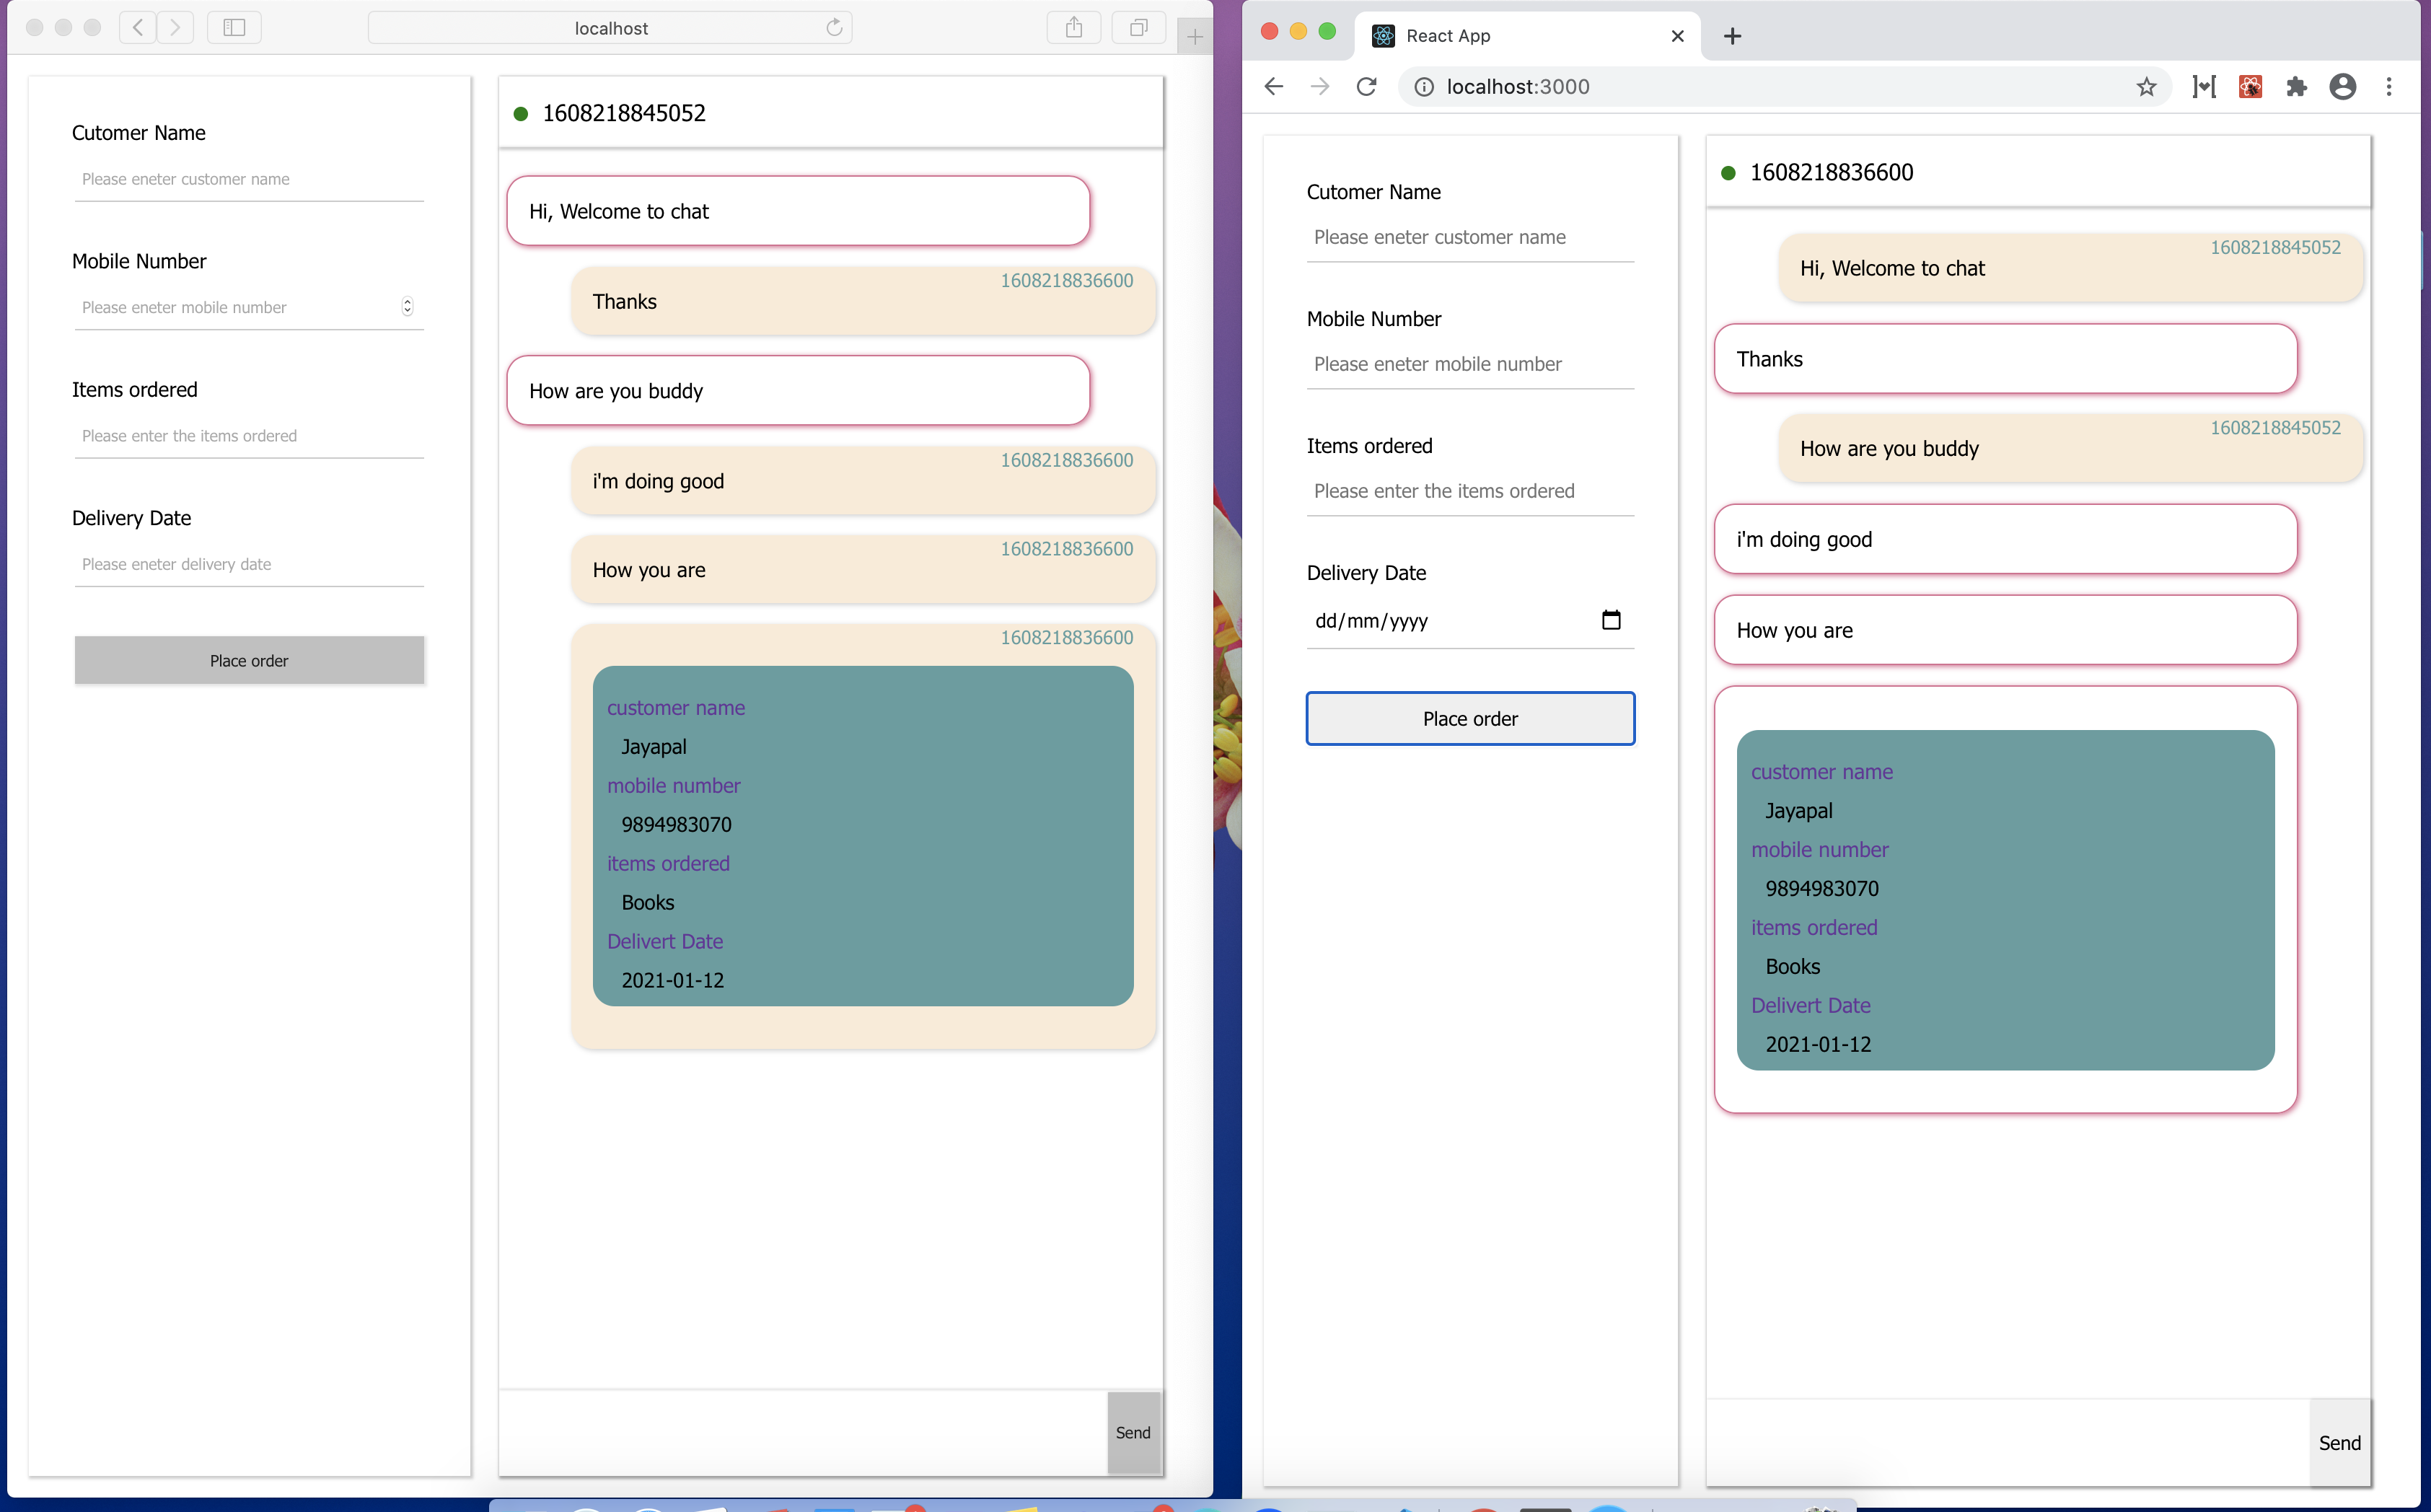 localhost
Cutomer Name
Please eneter customer name
Mobile Number
Please eneter mobile number
Items ordered
Please enter the items ordered
Delivery Date
Please eneter delivery date
Place order
1608218845052
Hi, Welcome to chat
1608218836600
Thanks
How are you buddy
1608218836600
i'm doing good
1608218836600
How you are
1608218836600
customer name
Jayapal
mobile number
9894983070
items ordered
Books
Delivert Date
2021-01-12
Send
React App
localhost:3000
Cutomer Name
Please eneter customer name
Mobile Number
Please eneter mobile number
Items ordered
Please enter the items ordered
Delivery Date
dd/mm/yyyy
Place order
1608218836600
1608218845052
Hi, Welcome to chat
Thanks
1608218845052
How are you buddy
i'm doing good
How you are
customer name
Jayapal
mobile number
9894983070
items ordered
Books
Delivert Date
2021-01-12
Send